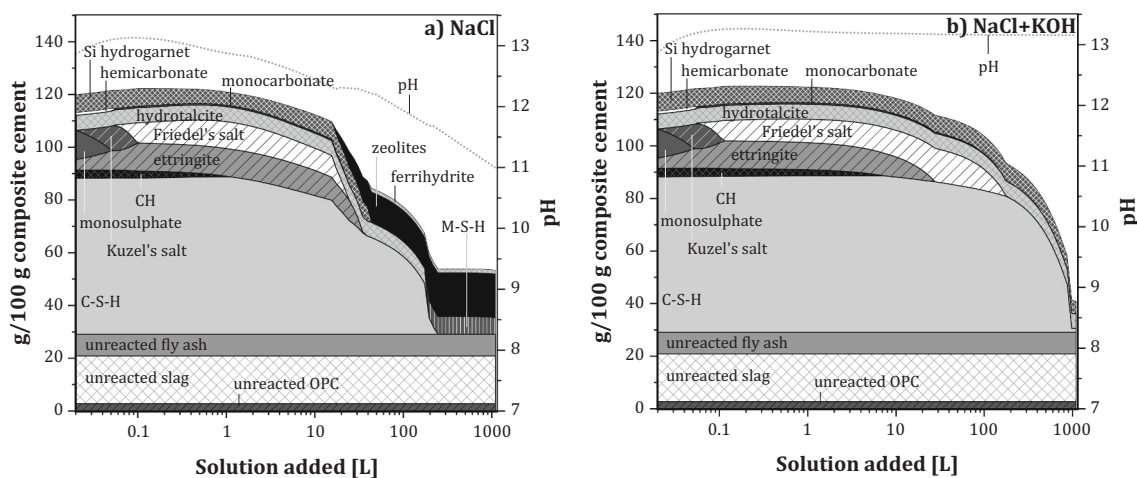 a) NaCl
g/100 g composite cement
140
120
100
80
60
40
20
0
Si hydrogarnet
hemicarbonate
monocarbonate
pH
hydrotalcite
Friedel's salt
ettringite
zeolites
ferrihydrite
CH
monosulphate
M-S-H
Kuzel's salt
C-S-H
unreacted fly ash
unreacted slag
unreacted OPC
13
12
11
10
9
8
7
pH
0.1
1
10
100
1000
Solution added [L]
b) NaCl+KOH
g/100 g composite cement
140
120
100
80
60
40
20
0
Si hydrogarnet
hemicarbonate
monocarbonate
pH
hydrotalcite
Friedel's salt
ettringite
CH
monosulphate
Kuzel's salt
C-S-H
unreacted fly ash
unreacted slag
unreacted OPC
13
12
11
10
9
8
7
pH
0.1
1
10
100
1000
Solution added [L]